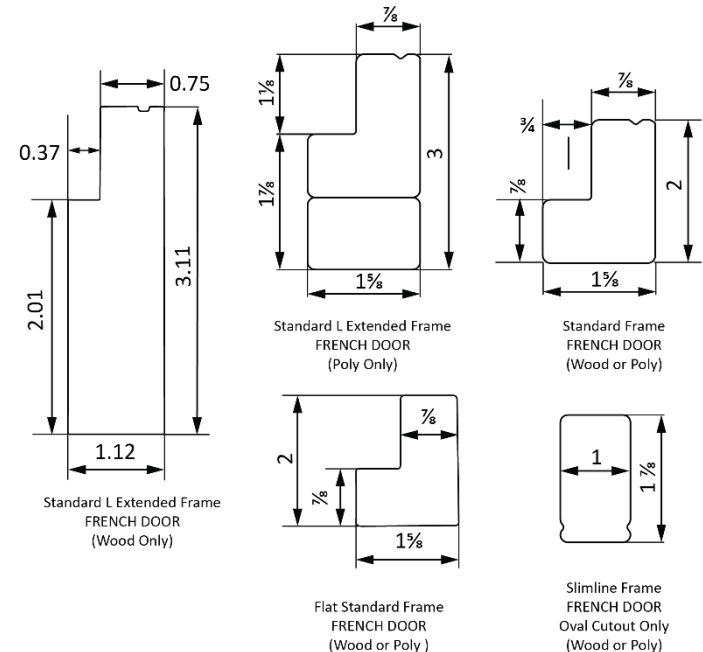 0.75
0.37
2.01
3.11
1.12
Standard L Extended Frame
FRENCH DOOR
(Wood Only)
⅞
1⅛
1⅞
3
1⅝
Standard L Extended Frame
FRENCH DOOR
(Poly Only)
⅞
¾
⅞
2
1⅝
Standard Frame
FRENCH DOOR
(Wood or Poly)
2
⅞
⅞
1⅝
Flat Standard Frame
FRENCH DOOR
(Wood or Poly )
1
1 ⅞
Slimline Frame
FRENCH DOOR
Oval Cutout Only
(Wood or Poly)